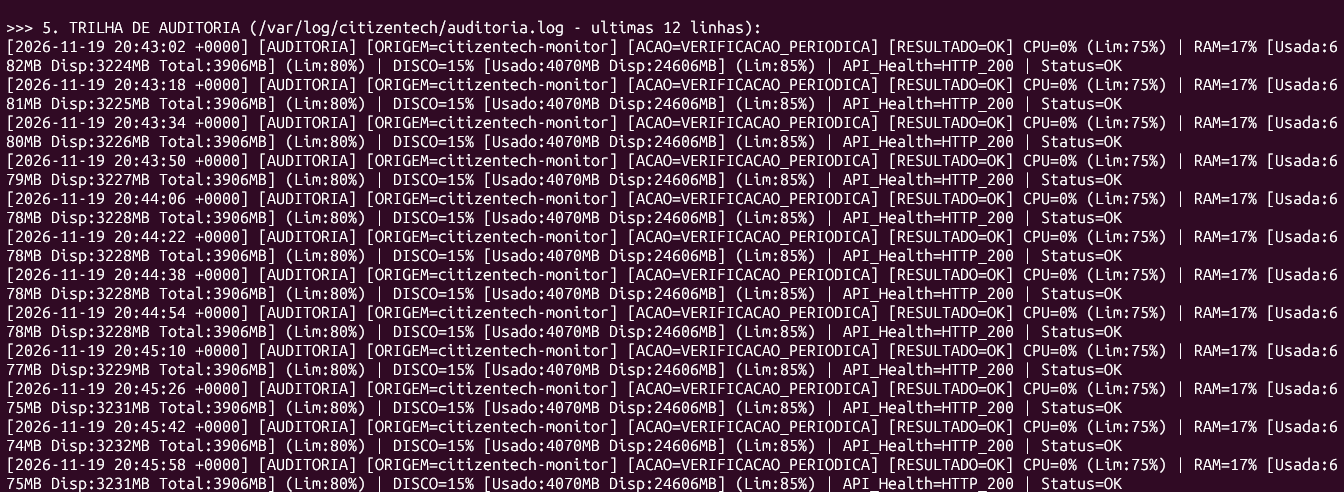 >>> 5. TRILHA DE AUDITORIA (/var/log/citizentech/auditoria.log - ultimas 12 linhas):
[2026-11-19 20:43:02 +0000] [AUDITORIA] [ORIGEM=citizentech-monitor] [ACAO=VERIFICACAO_PERIODICA] [RESULTADO=OK] CPU=0% (Lim:75%) | RAM=17% [Usada:6
82MB Disp:3224MB Total:3906MB] (Lim:80%) | DISCO=15% [Usado:4070MB Disp:24606MB] (Lim:85%) | API_Health=HTTP_200 | Status=OK
[2026-11-19 20:43:18 +0000] [AUDITORIA] [ORIGEM=citizentech-monitor] [ACAO=VERIFICACAO_PERIODICA] [RESULTADO=OK] CPU=0% (Lim:75%) | RAM=17% [Usada:6
81MB Disp:3225MB Total:3906MB] (Lim:80%) | DISCO=15% [Usado:4070MB Disp:24606MB] (Lim:85%) | API_Health=HTTP_200 | Status=OK
[2026-11-19 20:43:34 +0000] [AUDITORIA] [ORIGEM=citizentech-monitor] [ACAO=VERIFICACAO_PERIODICA] [RESULTADO=OK] CPU=0% (Lim:75%) | RAM=17% [Usada:6
80MB Disp:3226MB Total:3906MB] (Lim:80%) | DISCO=15% [Usado:4070MB Disp:24606MB] (Lim:85%) | API_Health=HTTP_200 | Status=OK
[2026-11-19 20:43:50 +0000] [AUDITORIA] [ORIGEM=citizentech-monitor] [ACAO=VERIFICACAO_PERIODICA] [RESULTADO=OK] CPU=0% (Lim:75%) | RAM=17% [Usada:6
79MB Disp:3227MB Total:3906MB] (Lim:80%) | DISCO=15% [Usado:4070MB Disp:24606MB] (Lim:85%) | API_Health=HTTP_200 | Status=OK
[2026-11-19 20:44:06 +0000] [AUDITORIA] [ORIGEM=citizentech-monitor] [ACAO=VERIFICACAO_PERIODICA] [RESULTADO=OK] CPU=0% (Lim:75%) | RAM=17% [Usada:6
78MB Disp:3228MB Total:3906MB] (Lim:80%) | DISCO=15% [Usado:4070MB Disp:24606MB] (Lim:85%) | API_Health=HTTP_200 | Status=OK
[2026-11-19 20:44:22 +0000] [AUDITORIA] [ORIGEM=citizentech-monitor] [ACAO=VERIFICACAO_PERIODICA] [RESULTADO=OK] CPU=0% (Lim:75%) | RAM=17% [Usada:6
78MB Disp:3228MB Total:3906MB] (Lim:80%) | DISCO=15% [Usado:4070MB Disp:24606MB] (Lim:85%) | API_Health=HTTP_200 | Status=OK
[2026-11-19 20:44:38 +0000] [AUDITORIA] [ORIGEM=citizentech-monitor] [ACAO=VERIFICACAO_PERIODICA] [RESULTADO=OK] CPU=0% (Lim:75%) | RAM=17% [Usada:6
78MB Disp:3228MB Total:3906MB] (Lim:80%) | DISCO=15% [Usado:4070MB Disp:24606MB] (Lim:85%) | API_Health=HTTP_200 | Status=OK
[2026-11-19 20:44:54 +0000] [AUDITORIA] [ORIGEM=citizentech-monitor] [ACAO=VERIFICACAO_PERIODICA] [RESULTADO=OK] CPU=0% (Lim:75%) | RAM=17% [Usada:6
78MB Disp:3228MB Total:3906MB] (Lim:80%) | DISCO=15% [Usado:4070MB Disp:24606MB] (Lim:85%) | API_Health=HTTP_200 | Status=OK
[2026-11-19 20:45:10 +0000] [AUDITORIA] [ORIGEM=citizentech-monitor] [ACAO=VERIFICACAO_PERIODICA] [RESULTADO=OK] CPU=0% (Lim:75%) | RAM=17% [Usada:6
77MB Disp:3229MB Total:3906MB] (Lim:80%) | DISCO=15% [Usado:4070MB Disp:24606MB] (Lim:85%) | API_Health=HTTP_200 | Status=OK
[2026-11-19 20:45:26 +0000] [AUDITORIA] [ORIGEM=citizentech-monitor] [ACAO=VERIFICACAO_PERIODICA] [RESULTADO=OK] CPU=0% (Lim:75%) | RAM=17% [Usada:6
75MB Disp:3231MB Total:3906MB] (Lim:80%) | DISCO=15% [Usado:4070MB Disp:24606MB] (Lim:85%) | API_Health=HTTP_200 | Status=OK
[2026-11-19 20:45:42 +0000] [AUDITORIA] [ORIGEM=citizentech-monitor] [ACAO=VERIFICACAO_PERIODICA] [RESULTADO=OK] CPU=0% (Lim:75%) | RAM=17% [Usada:6
74MB Disp:3232MB Total:3906MB] (Lim:80%) | DISCO=15% [Usado:4070MB Disp:24606MB] (Lim:85%) | API_Health=HTTP_200 | Status=OK
[2026-11-19 20:45:58 +0000] [AUDITORIA] [ORIGEM=citizentech-monitor] [ACAO=VERIFICACAO_PERIODICA] [RESULTADO=OK] CPU=0% (Lim:75%) | RAM=17% [Usada:6
75MB Disp:3231MB Total:3906MB] (Lim:80%) | DISCO=15% [Usado:4070MB Disp:24606MB] (Lim:85%) | API_Health=HTTP_200 | Status=OK